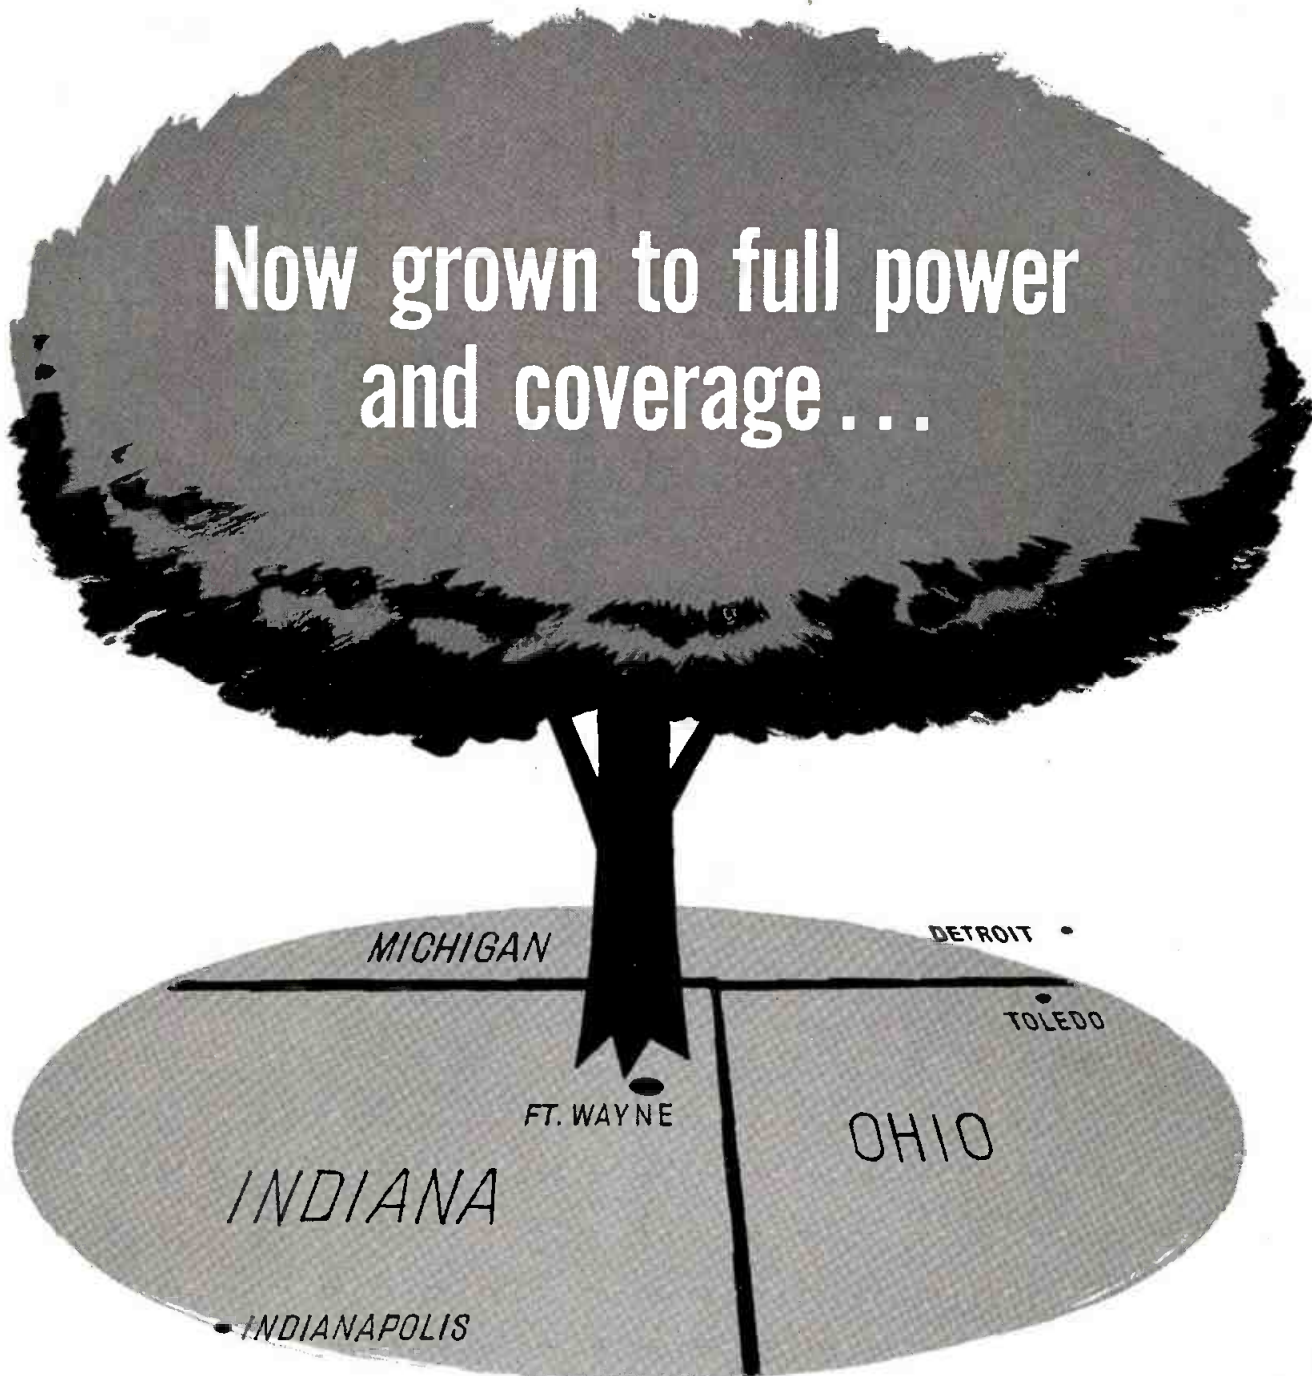 Now grown to full power
and coverage...
MICHIGAN
DETROIT
TOLEDO
FT. WAYNE
OHIO
INDIANA
INDIANAPOLIS